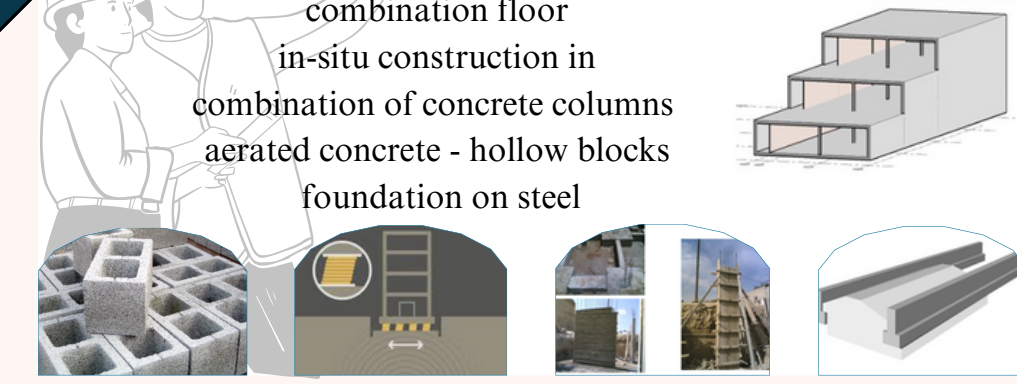 combination floor
in-situ construction in
combination of concrete columns
aerated concrete - hollow blocks
foundation on steel